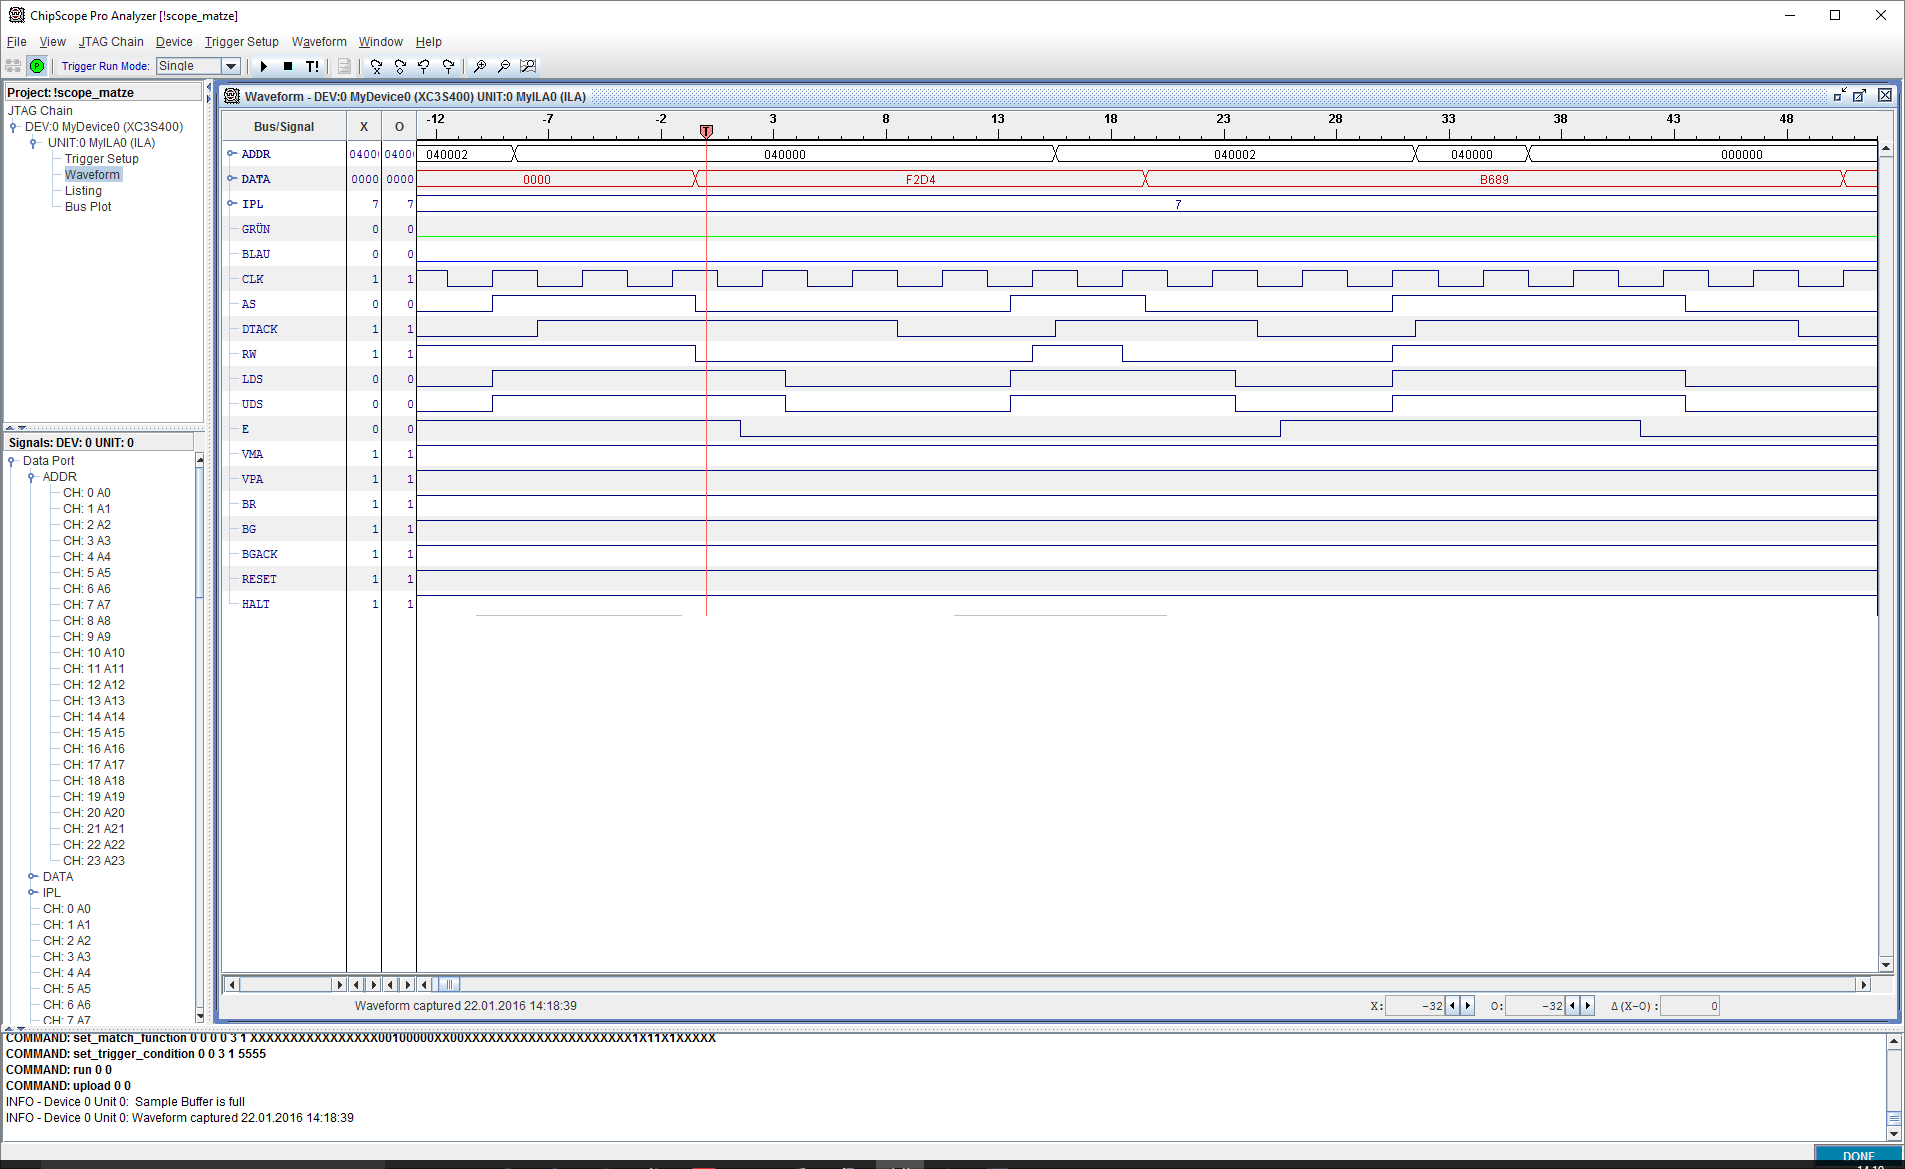 ChipScope Pro Analyzer [!scope_matze]
File View JTAG Chain Device Trigger Setup Waveform Window Help
Trigger Run Mode: Single T!
Project: !scope_matze
JTAG Chain
DEV:0 MyDevice0 (XC3S400)
UNIT:0 MyILA0 (ILA)
Trigger Setup
Waveform
Listing
Bus Plot
Signals: DEV: 0 UNIT: 0
Data Port
ADDR
CH: 0 A0
CH: 1 A1
CH: 2 A2
CH: 3 A3
CH: 4 A4
CH: 5 A5
CH: 6 A6
CH: 7 A7
CH: 8 A8
CH: 9 A9
CH: 10 A10
CH: 11 A11
CH: 12 A12
CH: 13 A13
CH: 14 A14
CH: 15 A15
CH: 16 A16
CH: 17 A17
CH: 18 A18
CH: 19 A19
CH: 20 A20
CH: 21 A21
CH: 22 A22
CH: 23 A23
DATA
IPL
CH: 0 A0
CH: 1 A1
CH: 2 A2
CH: 3 A3
CH: 4 A4
CH: 5 A5
CH: 6 A6
CH: 7 A7
Waveform - DEV:0 MyDevice0 (XC3S400) UNIT:0 MyILA0 (ILA)
Bus/Signal X O -12 -7 -2 3 8 13 18 23 28 33 38 43 48
T
ADDR 0400 0400 040002 040000 040002 040000 000000
DATA 0000 0000 0000 F2D4 B689
IPL 7 7 7
GRÜN 0 0
BLAU 0 0
CLK 1 1
AS 0 0
DTACK 1 1
RW 1 1
LDS 0 0
UDS 0 0
E 0 0
VMA 1 1
VPA 1 1
BR 1 1
BG 1 1
BGACK 1 1
RESET 1 1
HALT 1 1
Waveform captured 22.01.2016 14:18:39 X: -32 O: -32 Δ(X-O): 0
COMMAND: set_match_function 0 0 0 0 3 1 XXXXXXXXXXXXXXXXX00100000XX00XXXXXXXXXXXXXXXXXXXXXX1X11X1XXXXX
COMMAND: set_trigger_condition 0 0 3 1 5555
COMMAND: run 0 0
COMMAND: upload 0 0
INFO - Device 0 Unit 0: Sample Buffer is full
INFO - Device 0 Unit 0: Waveform captured 22.01.2016 14:18:39
DONE